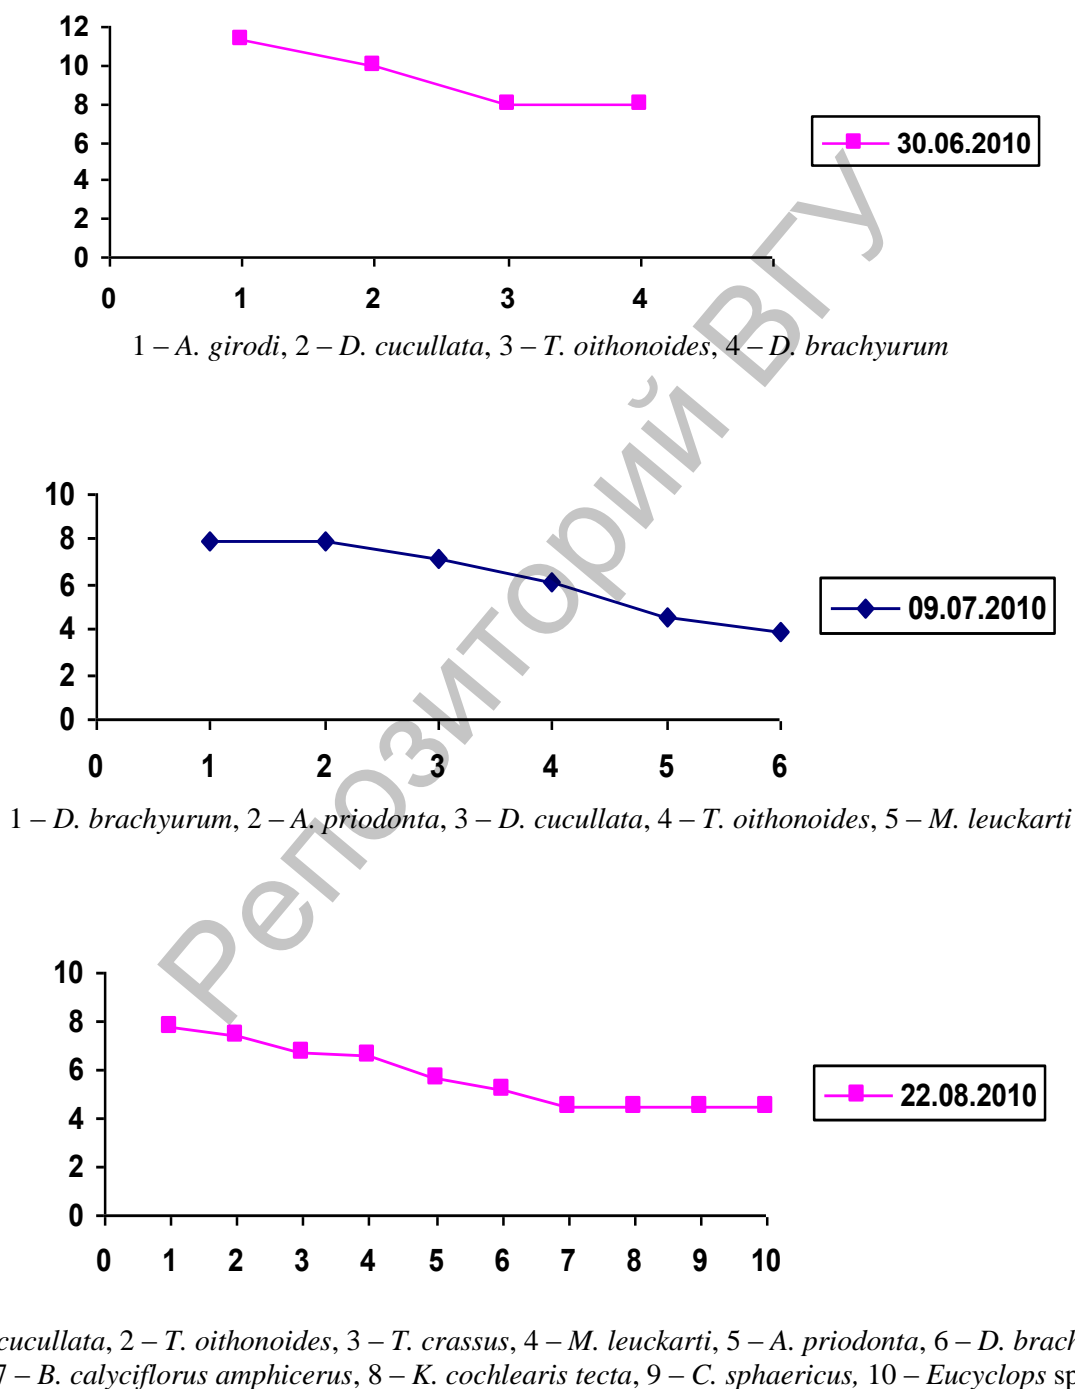 12
10
8
6
4
2
0
0 1 2 3 4
30.06.2010
1 – A. girodi, 2 – D. cucullata, 3 – T. oithonoides, 4 – D. brachyurum
10
8
6
4
2
0
0 1 2 3 4 5 6
09.07.2010
1 – D. brachyurum, 2 – A. priodonta, 3 – D. cucullata, 4 – T. oithonoides, 5 – M. leuckarti
10
8
6
4
2
0
0 1 2 3 4 5 6 7 8 9 10
22.08.2010
cucullata, 2 – T. oithonoides, 3 – T. crassus, 4 – M. leuckarti, 5 – A. priodonta, 6 – D. brach
7 – B. calyciflorus amphicerus, 8 – K. cochlearis tecta, 9 – C. sphaericus, 10 – Eucyclops sp
Репозиторий ВГУ